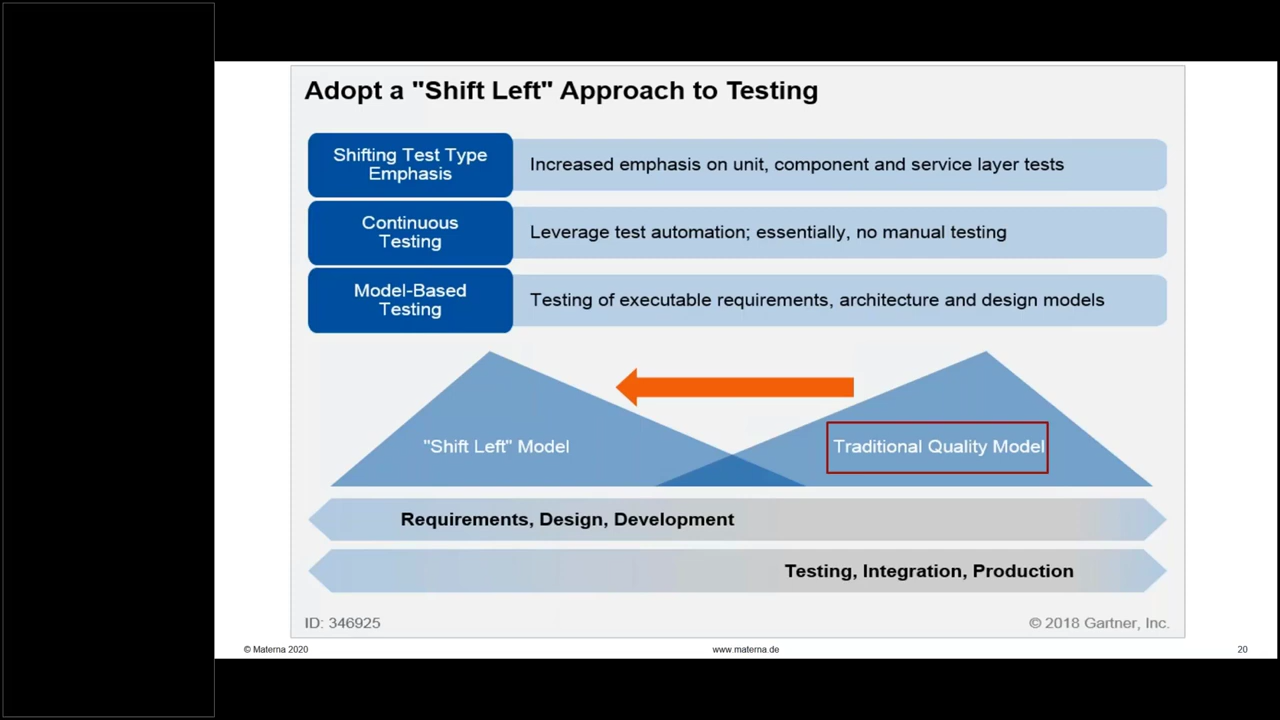 Adopt a "Shift Left" Approach to Testing
Shifting Test Type
Emphasis
Increased emphasis on unit, component and service layer tests
Continuous
Testing
Leverage test automation; essentially, no manual testing
Model-Based
Testing
Testing of executable requirements, architecture and design models
"Shift Left" Model
Traditional Quality Model
Requirements, Design, Development
Testing, Integration, Production
ID: 346925
© 2018 Gartner, Inc.
© Materna 2020
www.materna.de
20